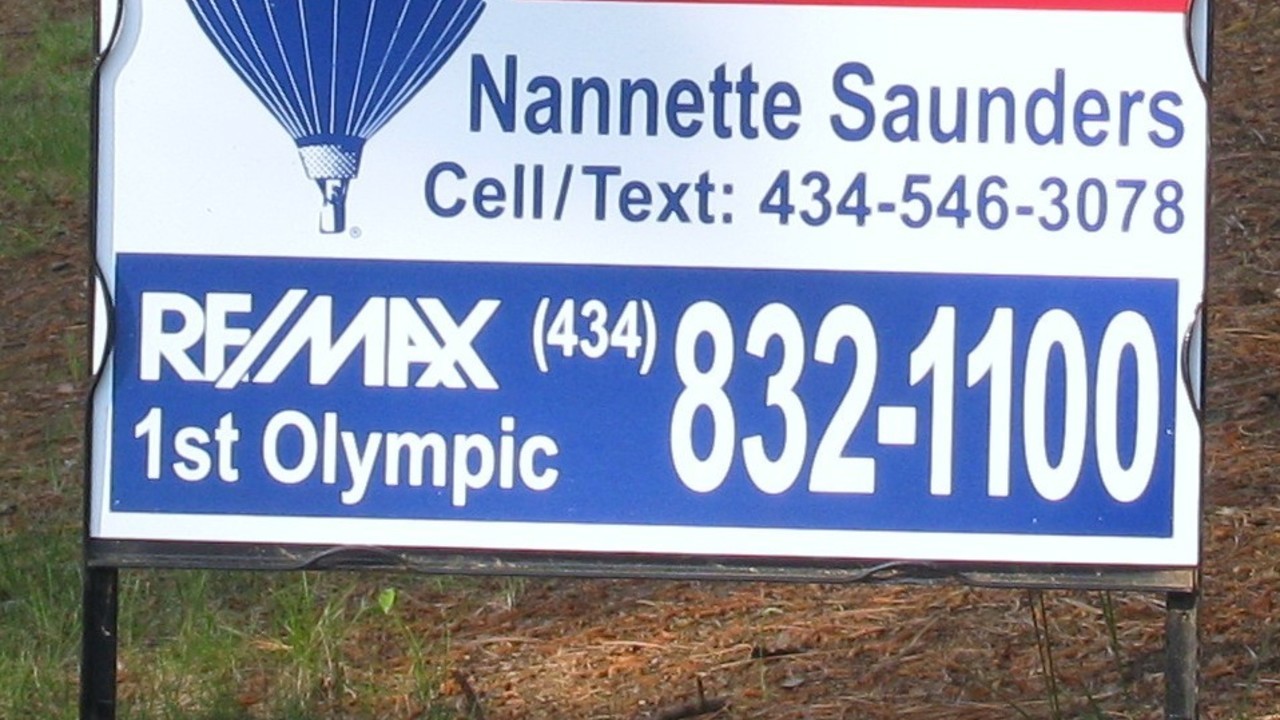 Nannette Saunders
Cell/Text: 434-546-3078
RE/MAX (434) 832-1100
1st Olympic